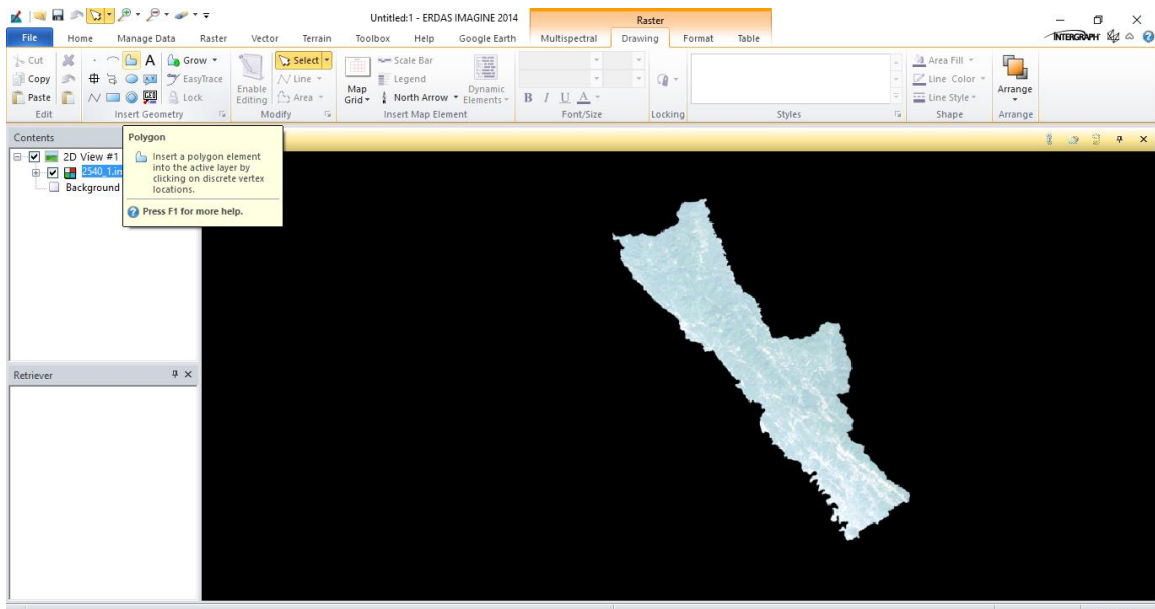 Untitled:1 - ERDAS IMAGINE 2014
Raster
File Home Manage Data Raster Vector Terrain Toolbox Help Google Earth Multispectral Drawing Format Table
INTERGRAPH
Cut
Copy
Paste
Edit
A
Grow
EasyTrace
Lock
Insert Geometry
Enable Editing
Select
Line
Area
Modify
Map Grid
Scale Bar
Legend
North Arrow
Dynamic Elements
Insert Map Element
B I U A
Font/Size
Locking
Styles
Area Fill
Line Color
Line Style
Shape
Arrange
Arrange
Contents
2D View #1
2540_1.im
Background
Polygon
Insert a polygon element
into the active layer by
clicking on discrete vertex
locations.
Press F1 for more help.
Retriever